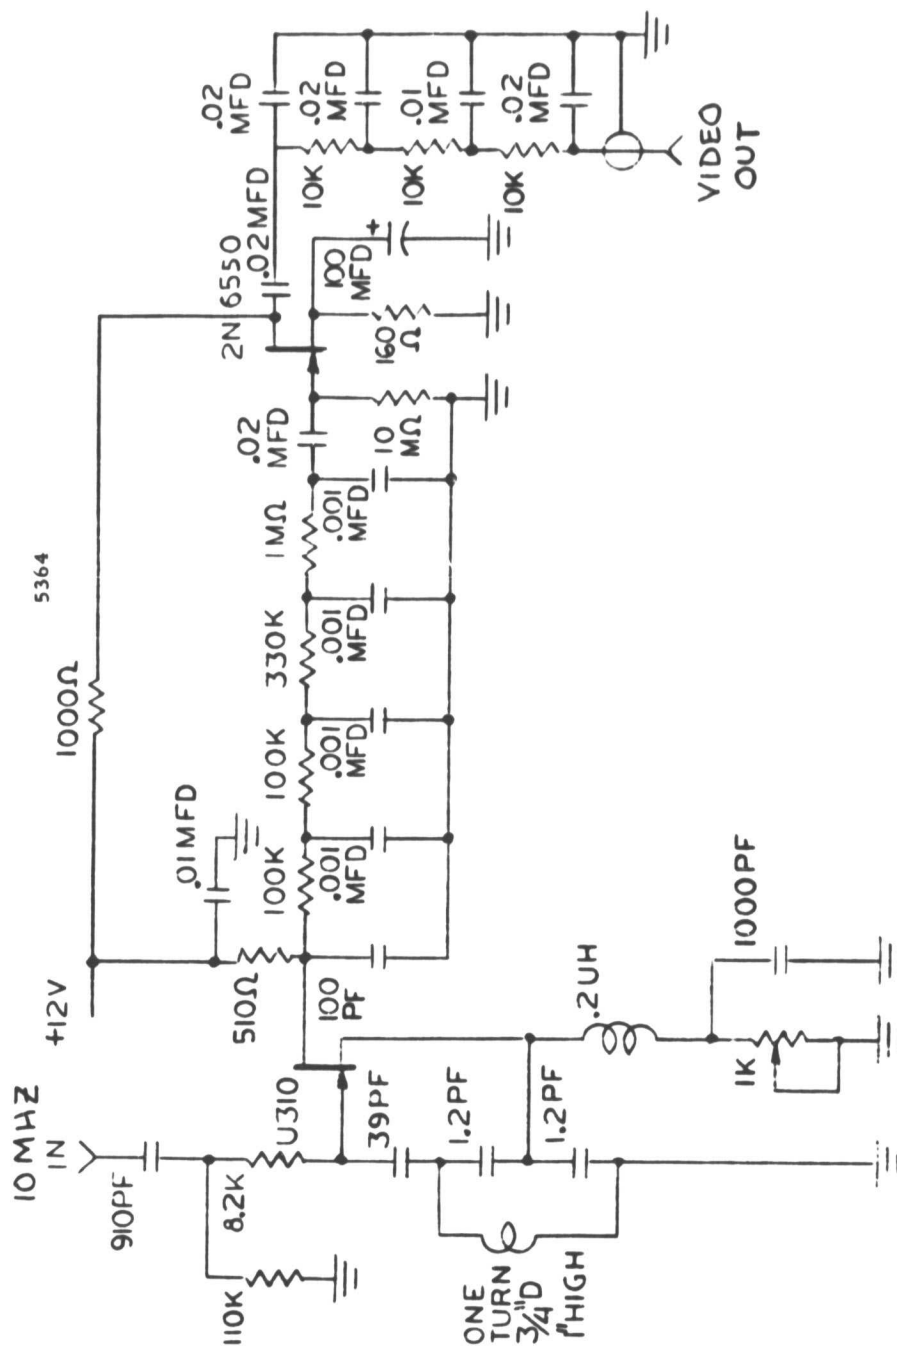 10 MHZ
IN
910PF
110K
8.2K
U310
39PF
1.2PF
1.2PF
ONE
TURN
3/4"D
1"HIGH
.2UH
1K
1000PF
+12V
510Ω
.01MFD
100
PF
100K
.001
MFD
100K
.001
MFD
330K
.001
MFD
1MΩ
.001
MFD
.02
MFD
10
MΩ
1000Ω
5364
2N6550
160
Ω
100
MFD
+
.02MFD
.02
MFD
10K
.02
MFD
10K
.01
MFD
10K
.02
MFD
VIDEO
OUT